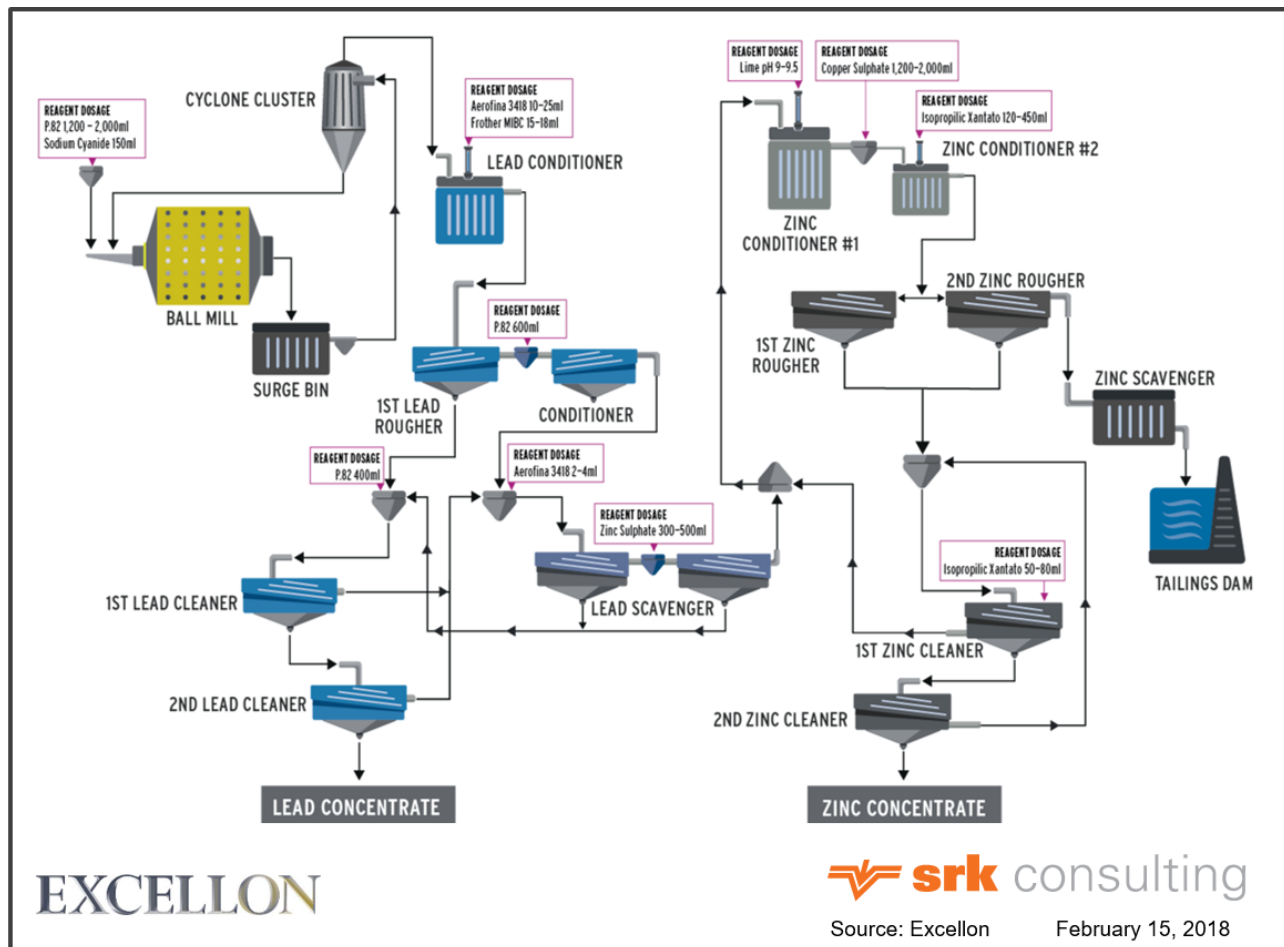 REAGENT DOSAGE
P.82 1,200 - 2,000ml
Sodium Cyanide 150ml
CYCLONE CLUSTER
REAGENT DOSAGE
Aerofina 3418 10-25ml
Frother MIBC 15-18ml
LEAD CONDITIONER
BALL MILL
SURGE BIN
REAGENT DOSAGE
P.82 600ml
1ST LEAD
ROUGHER
CONDITIONER
REAGENT DOSAGE
P.82 400ml
REAGENT DOSAGE
Aerofina 3418 2-4ml
REAGENT DOSAGE
Zinc Sulphate 300-500ml
1ST LEAD CLEANER
LEAD SCAVENGER
2ND LEAD CLEANER
LEAD CONCENTRATE
REAGENT DOSAGE
Lime pH 9-9.5
REAGENT DOSAGE
Copper Sulphate 1,200-2,000ml
REAGENT DOSAGE
Isopropilic Xantato 120-450ml
ZINC CONDITIONER #2
ZINC
CONDITIONER #1
2ND ZINC ROUGHER
1ST ZINC
ROUGHER
ZINC SCAVENGER
TAILINGS DAM
REAGENT DOSAGE
Isopropilic Xantato 50-80ml
1ST ZINC CLEANER
2ND ZINC CLEANER
ZINC CONCENTRATE
EXCELLON
srk consulting
Source: Excellon February 15, 2018